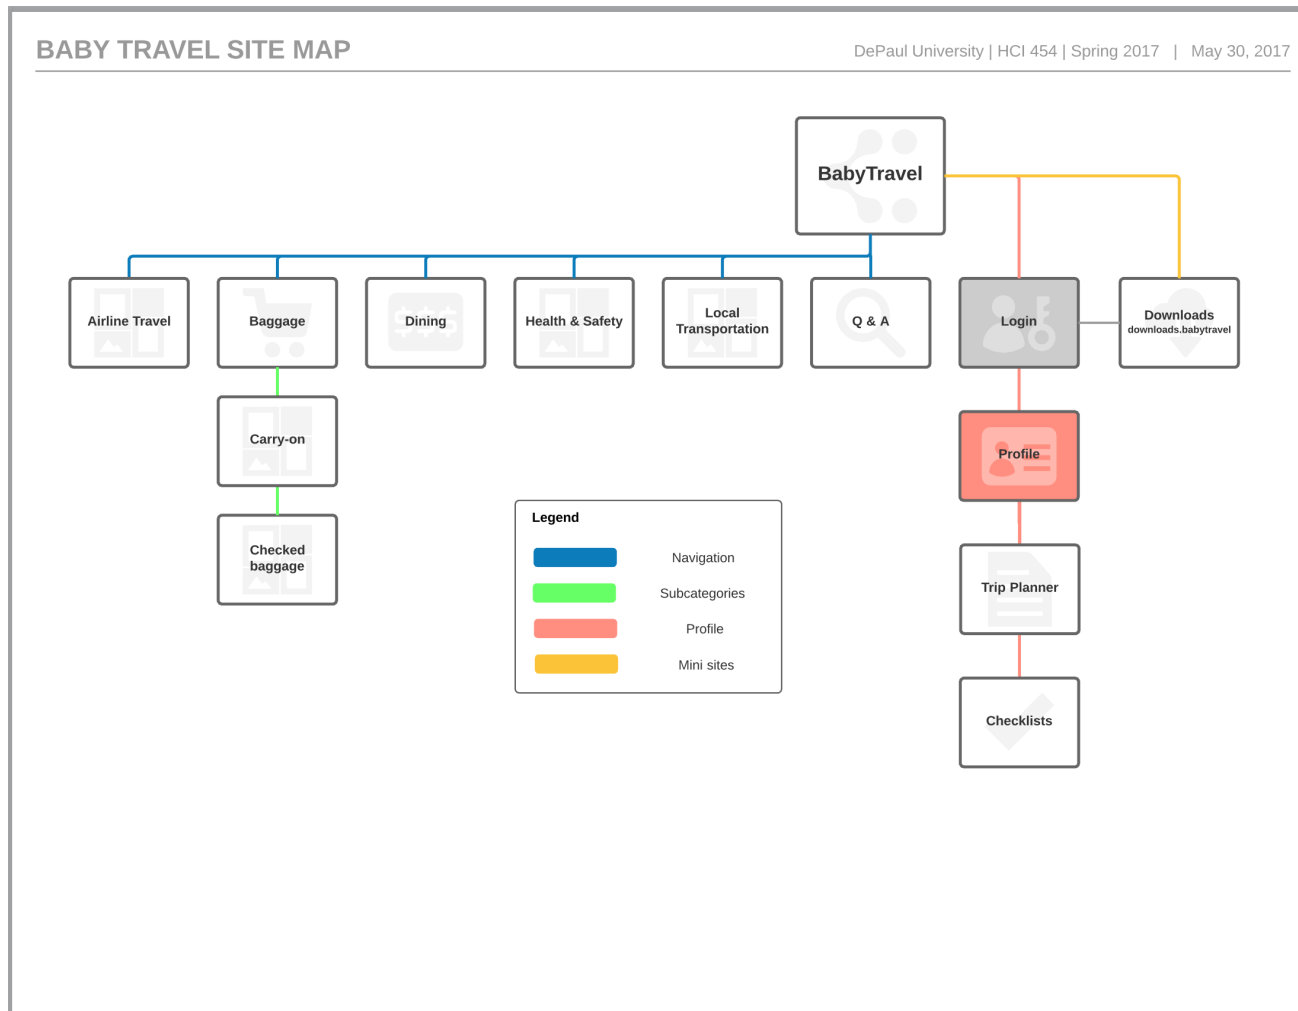 BABY TRAVEL SITE MAP
DePaul University | HCI 454 | Spring 2017 | May 30, 2017
BabyTravel
Airline Travel
Baggage
Dining
$$$
Health & Safety
Local
Transportation
Q & A
Login
Downloads
downloads.babytravel
Carry-on
Checked
baggage
Profile
Trip Planner
Checklists
Legend
Navigation
Subcategories
Profile
Mini sites